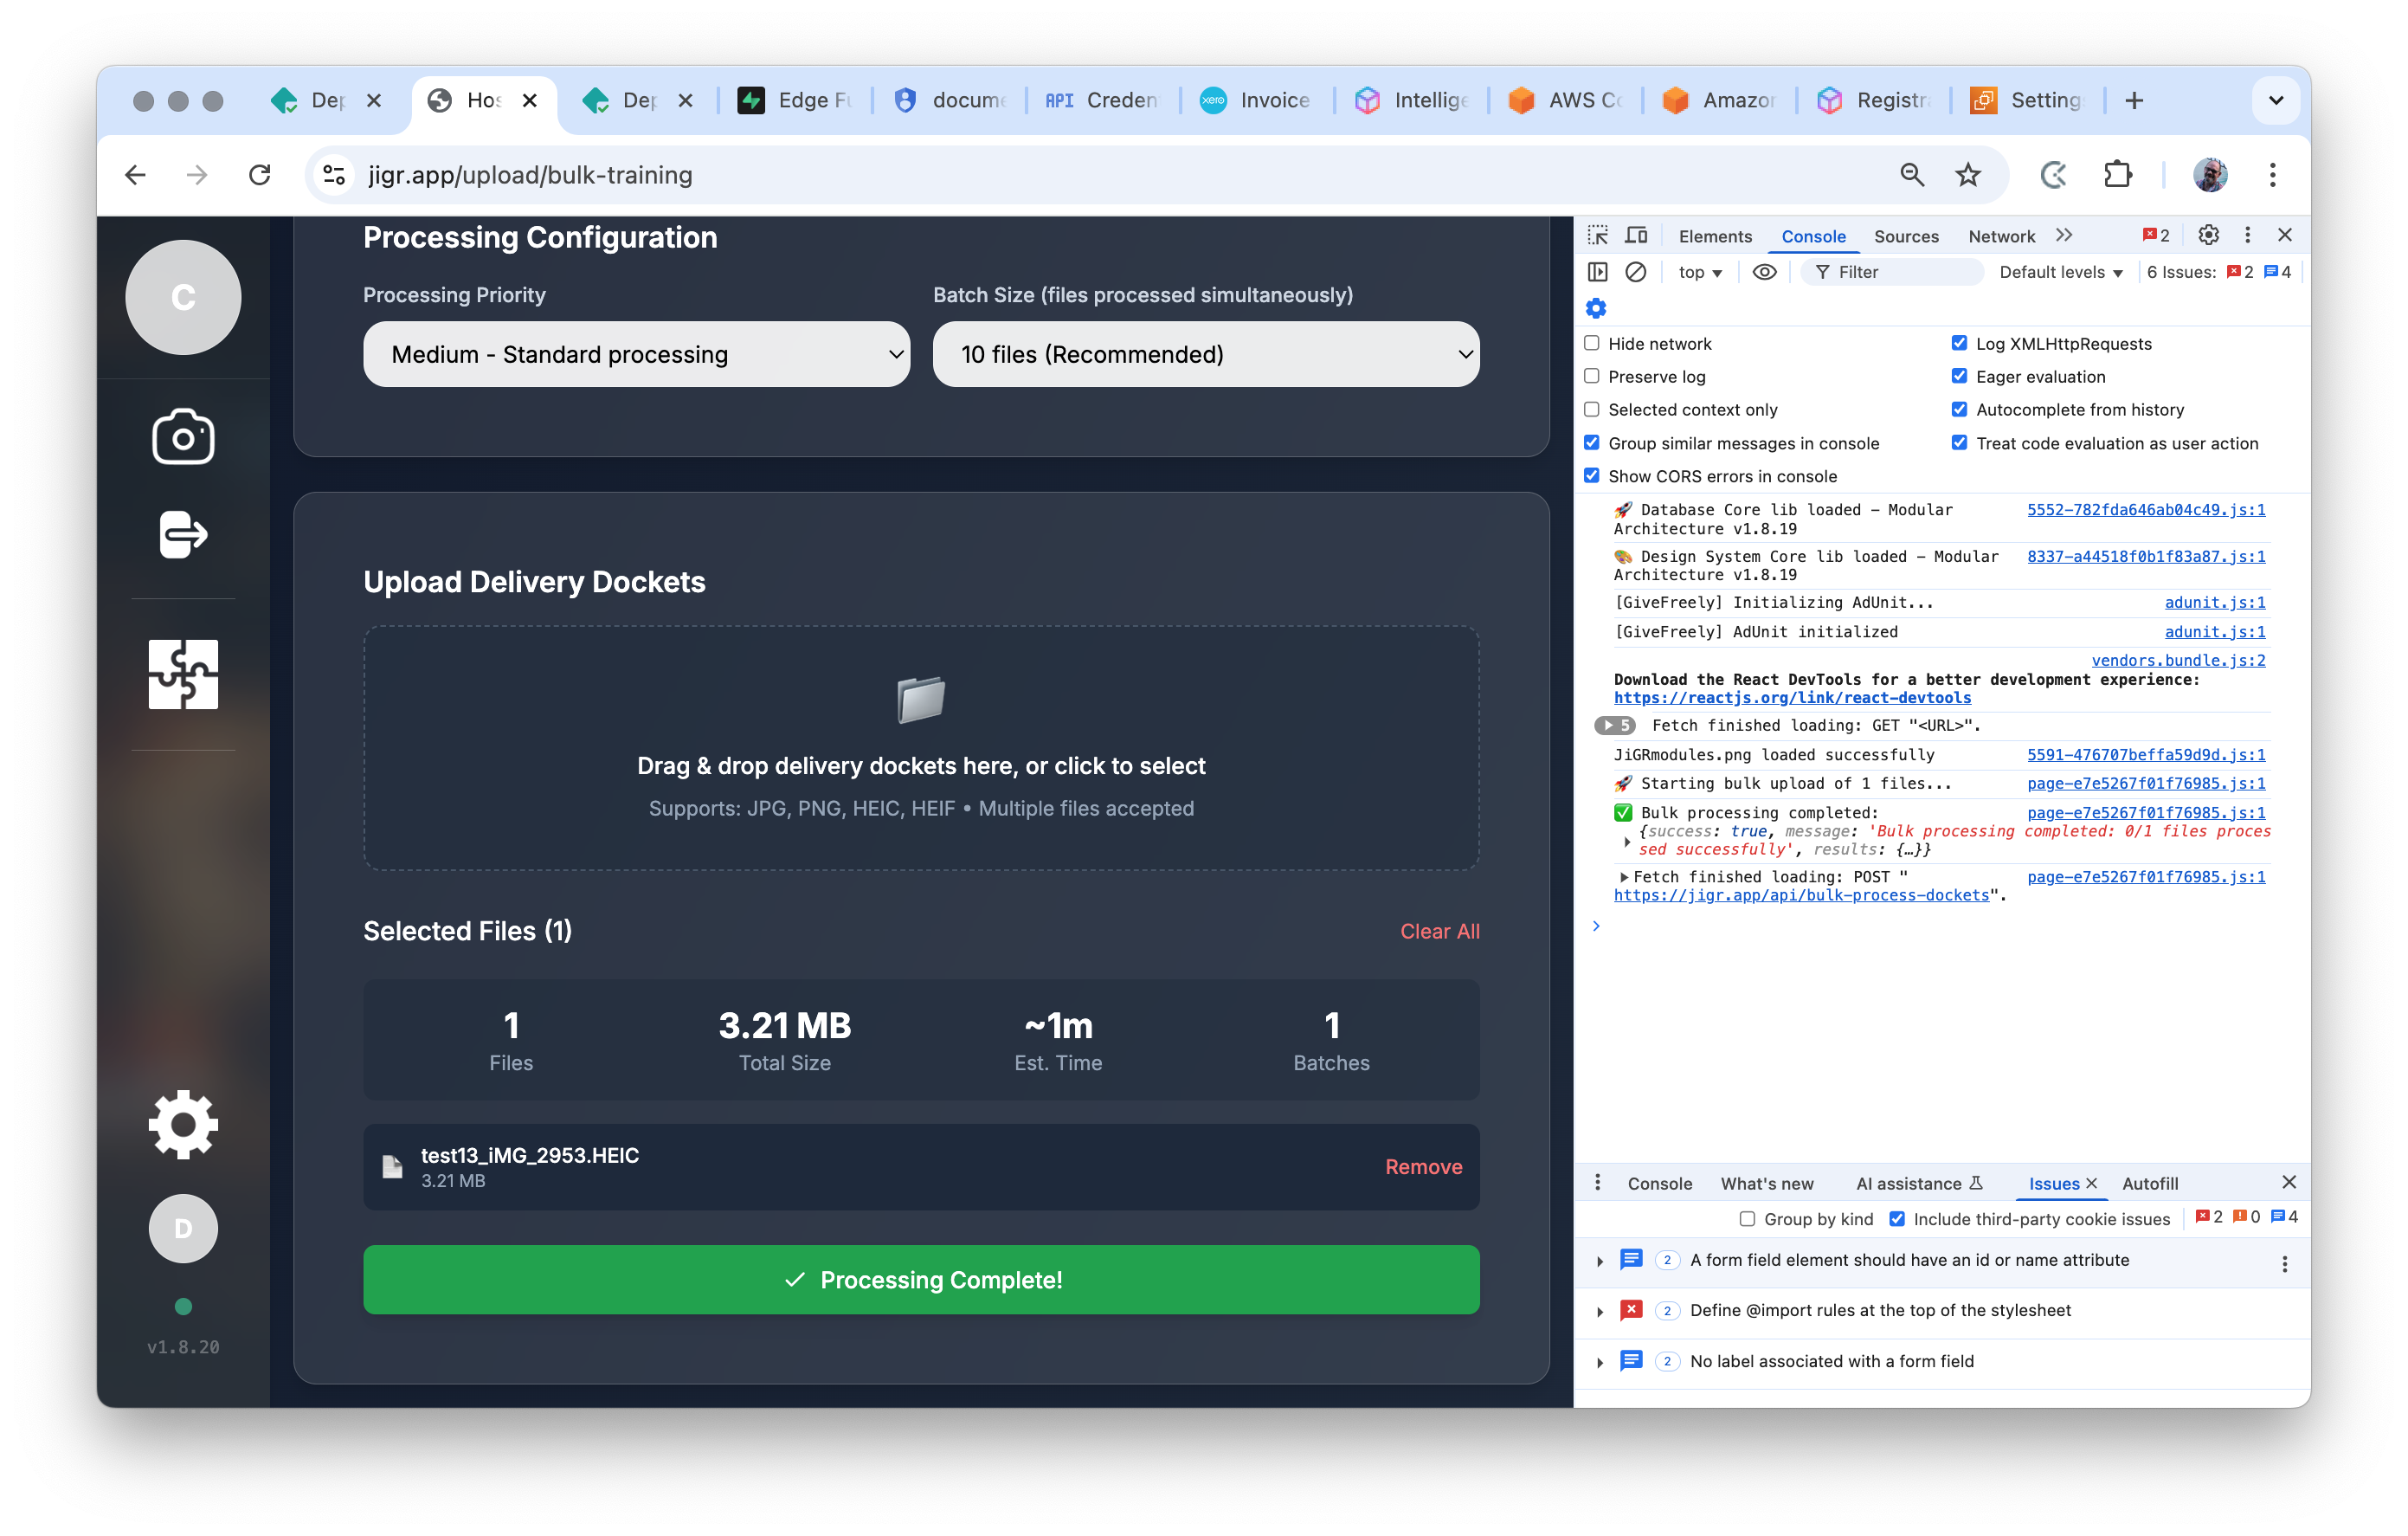 Dep
Hos
Dep
Edge Fu
docume
API Creden
xero Invoice
Intellige
AWS Co
Amazon
Registra
Setting
jigr.app/upload/bulk-training
C
D
v1.8.20
Processing Configuration
Processing Priority
Batch Size (files processed simultaneously)
Medium - Standard processing
10 files (Recommended)
Upload Delivery Dockets
Drag & drop delivery dockets here, or click to select
Supports: JPG, PNG, HEIC, HEIF • Multiple files accepted
Selected Files (1)
Clear All
1
Files
3.21 MB
Total Size
~1m
Est. Time
1
Batches
test13_iMG_2953.HEIC
3.21 MB
Remove
✓ Processing Complete!
Elements Console Sources Network
2
top
Filter
Default levels
6 Issues: 2 4
Hide network
Log XMLHttpRequests
Preserve log
Eager evaluation
Selected context only
Autocomplete from history
Group similar messages in console
Treat code evaluation as user action
Show CORS errors in console
🚀 Database Core lib loaded - Modular 5552-782fda646ab04c49.js:1
Architecture v1.8.19
🎨 Design System Core lib loaded - Modular 8337-a44518f0b1f83a87.js:1
Architecture v1.8.19
[GiveFreely] Initializing AdUnit... adunit.js:1
[GiveFreely] AdUnit initialized adunit.js:1
vendors.bundle.js:2
Download the React DevTools for a better development experience:
https://reactjs.org/link/react-devtools
5 Fetch finished loading: GET "<URL>".
JiGRmodules.png loaded successfully 5591-476707beffa59d9d.js:1
🚀 Starting bulk upload of 1 files... page-e7e5267f01f76985.js:1
✅ Bulk processing completed: page-e7e5267f01f76985.js:1
{success: true, message: 'Bulk processing completed: 0/1 files proces
sed successfully', results: {…}}
Fetch finished loading: POST " page-e7e5267f01f76985.js:1
https://jigr.app/api/bulk-process-dockets".
Console What's new AI assistance Issues Autofill
Group by kind
Include third-party cookie issues
2 0 4
2 A form field element should have an id or name attribute
2 Define @import rules at the top of the stylesheet
2 No label associated with a form field